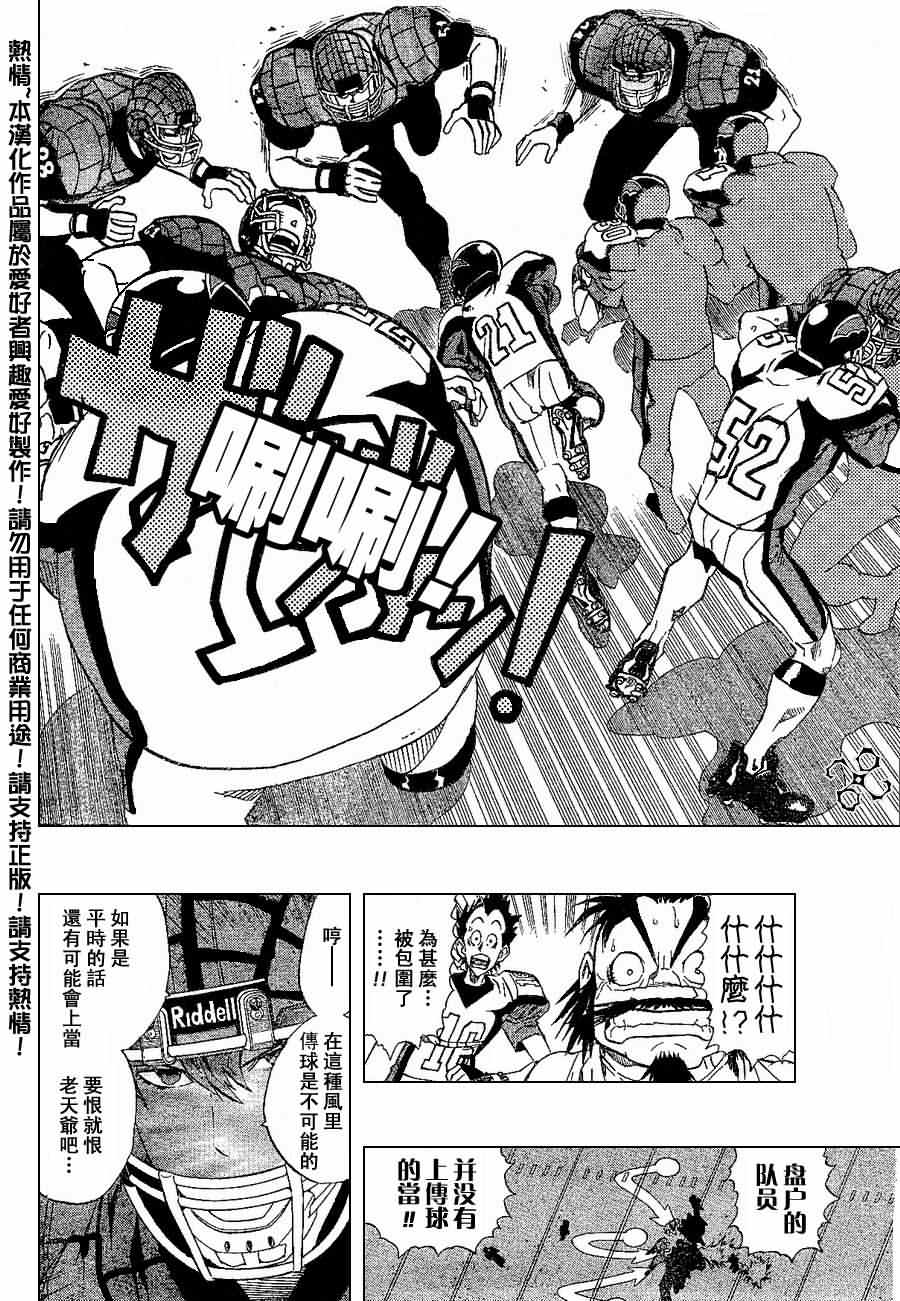 熱情、本漢化作品屬於愛好者興趣愛好製作！請勿用于任何商業用途！請支持正版！請支持熱情！
21
21
21
52
52
唰唰!!
什什什什
什什麼!?
為甚麼…
被包圍了
……!!
16
盘户的
队员
并没有
上傳球
的當!!
哼──
在這種風里
傳球是不可能的
Riddell
如果是
平時的話
還有可能會上當
要恨就恨
老天爺吧…